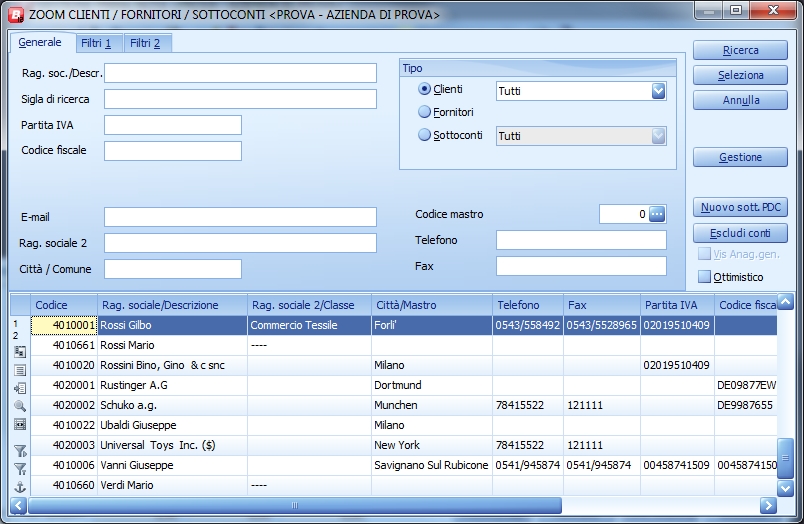 ZOOM CLIENTI / FORNITORI / SOTTOCONTI <PROVA - AZIENDA DI PROVA>
Generale Filtri 1 Filtri 2
Rag. soc./Descr.
Sigla di ricerca
Partita IVA
Codice fiscale
Tipo
Clienti Tutti
Fornitori
Sottoconti Tutti
E-mail
Rag. sociale 2
Città / Comune
Codice mastro 0
Telefono
Fax
Ricerca
Seleziona
Annulla
Gestione
Nuovo sott. PDC
Escludi conti
Vis Anag.gen.
Ottimistico
Codice Rag. sociale/Descrizione Rag. sociale 2/Classe Città/Mastro Telefono Fax Partita IVA Codice fisca
1
2
4010001 Rossi Gilbo Commercio Tessile Forli' 0543/558492 0543/5528965 02019510409
4010661 Rossi Mario ----
4010020 Rossini Bino, Gino & c snc Milano 02019510409
4020001 Rustinger A.G Dortmund DE09877EW
4020002 Schuko a.g. Munchen 78415522 121111 DE9987655
4010022 Ubaldi Giuseppe Milano
4020003 Universal Toys Inc. ($) New York 78415522 121111
4010006 Vanni Giuseppe Savignano Sul Rubicone 0541/945874 0541/945874 00458741509 0045874150
4010660 Verdi Mario ----